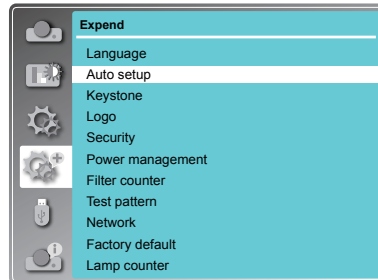 Expend
Language
Auto setup
Keystone
Logo
Security
Power management
Filter counter
Test pattern
Network
Factory default
Lamp counter